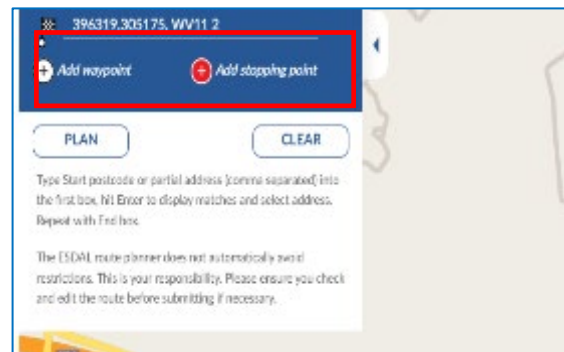 396319,305175, WV11 2
Add waypoint Add stopping point
PLAN CLEAR
Type Start postcode or partial address (comma separated) into
the first box, hit Enter to display matches and select address.
Repeat with End box.
The ESDAL route planner does not automatically avoid
restrictions. This is your responsibility. Please ensure you check
and edit the route before submitting if necessary.